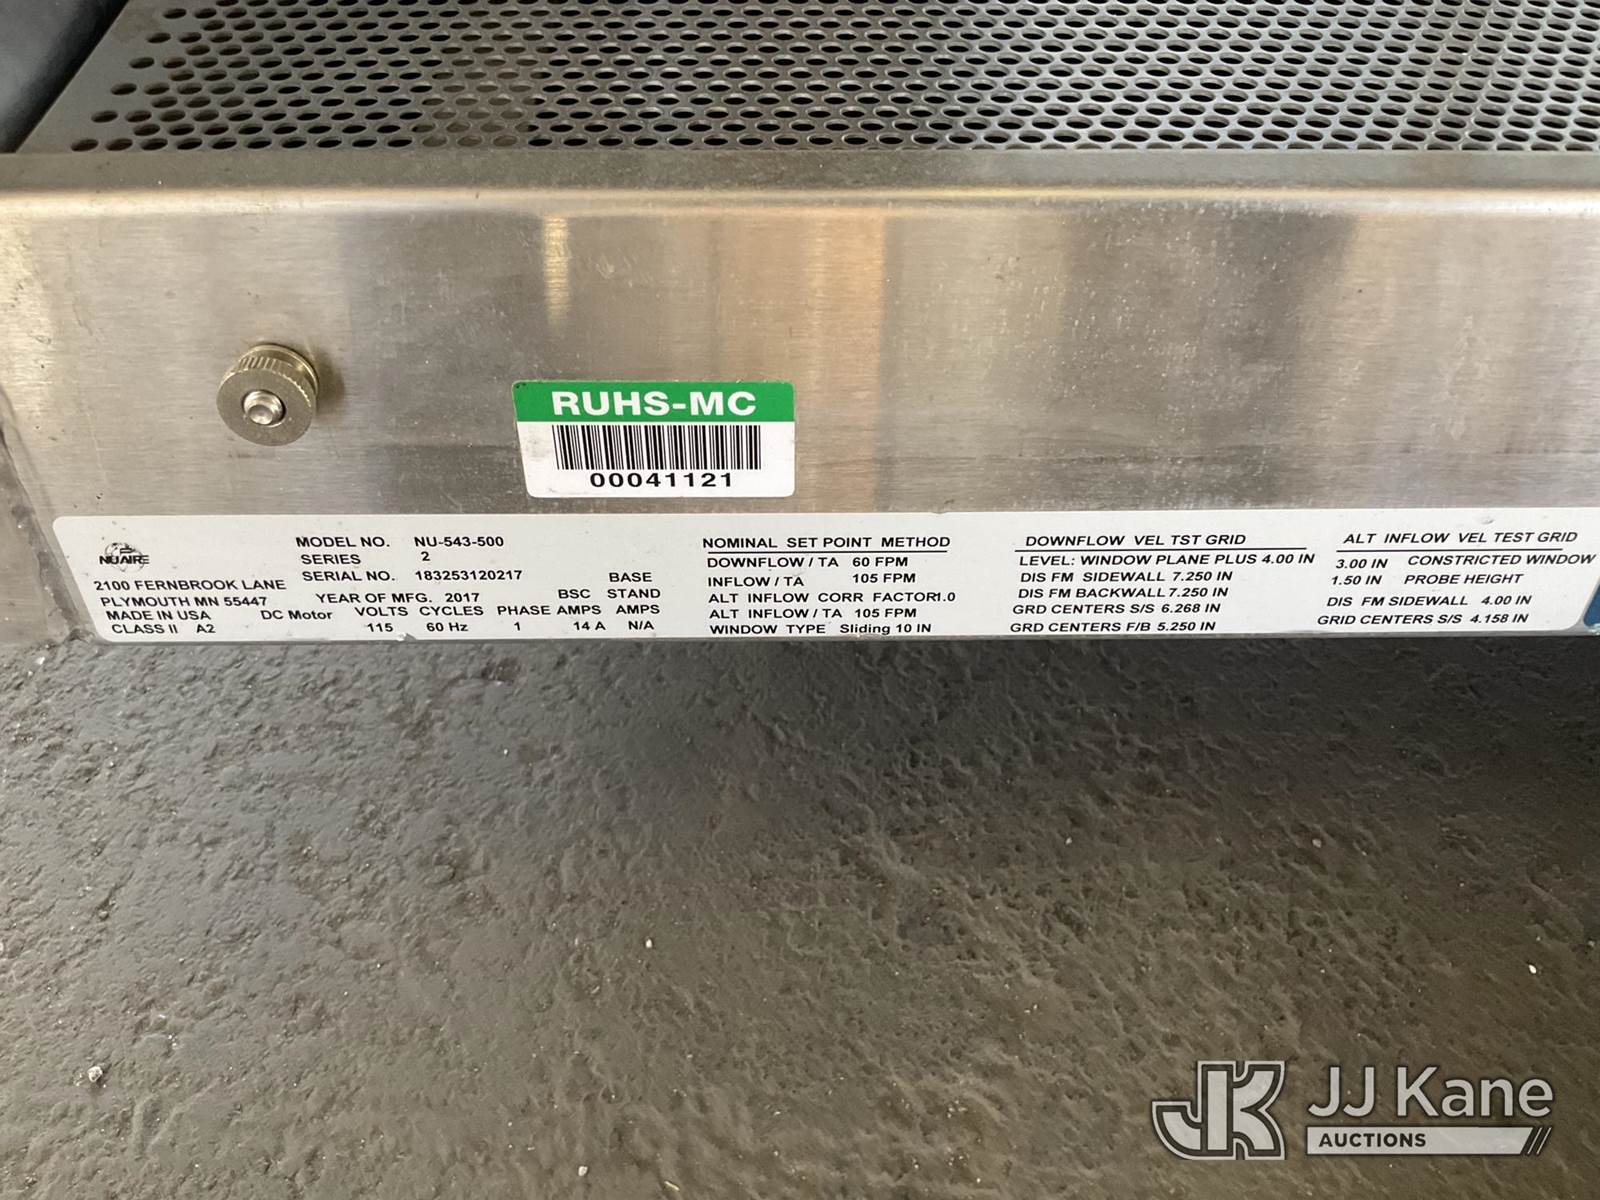 RUHS-MC
00041121
NUAIRE
2100 FERNBROOK LANE
PLYMOUTH MN 55447
MADE IN USA
CLASS II A2
MODEL NO. NU-543-500
SERIES 2
SERIAL NO. 183253120217
YEAR OF MFG. 2017
BSC BASE STAND
DC Motor VOLTS CYCLES PHASE AMPS AMPS
115 60 Hz 1 14 A N/A
NOMINAL SET POINT METHOD
DOWNFLOW / TA 60 FPM
INFLOW / TA 105 FPM
ALT INFLOW CORR FACTOR1.0
ALT INFLOW / TA 105 FPM
WINDOW TYPE Sliding 10 IN
DOWNFLOW VEL TST GRID
LEVEL: WINDOW PLANE PLUS 4.00 IN
DIS FM SIDEWALL 7.250 IN
DIS FM BACKWALL 7.250 IN
GRD CENTERS S/S 6.268 IN
GRD CENTERS F/B 5.250 IN
ALT INFLOW VEL TEST GRID
3.00 IN CONSTRICTED WINDOW
1.50 IN PROBE HEIGHT
DIS FM SIDEWALL 4.00 IN
GRID CENTERS S/S 4.158 IN
JK JJ Kane
AUCTIONS